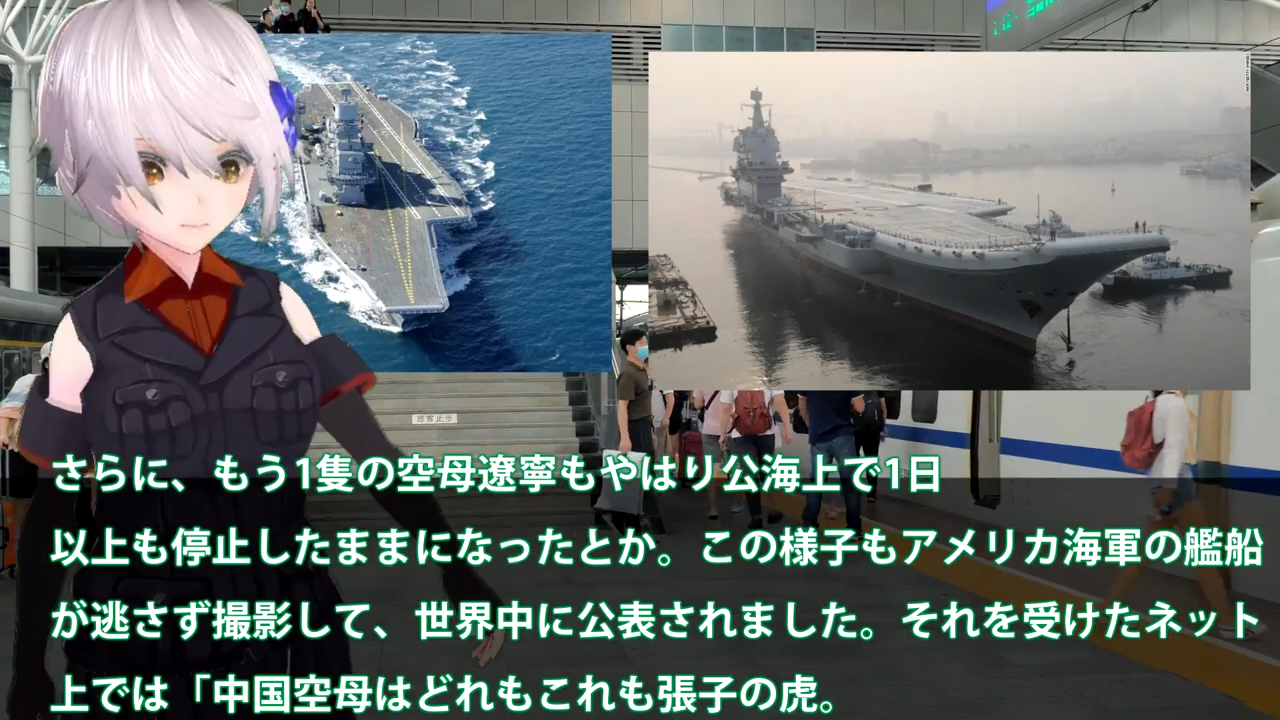 旅客止步
さらに、もう1隻の空母遼寧もやはり公海上で1日
以上も停止したままになったとか。この様子もアメリカ海軍の艦船
が逃さず撮影して、世界中に公表されました。それを受けたネット
上では「中国空母はどれもこれも張子の虎。